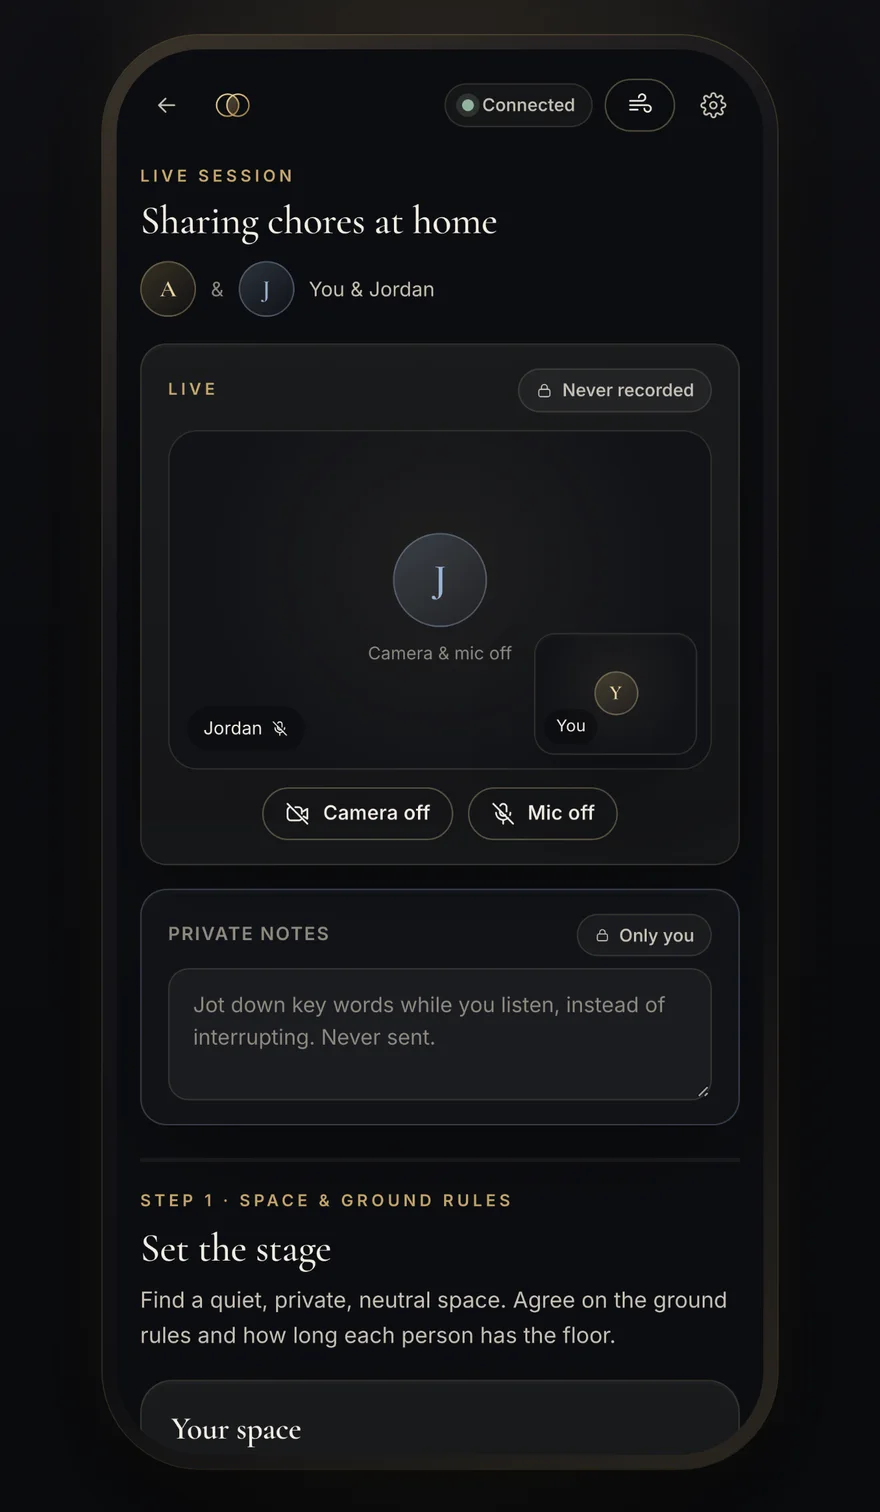 Connected
LIVE SESSION
Sharing chores at home
A & J You & Jordan
LIVE
Never recorded
J
Camera & mic off
Y
You
Jordan
Camera off
Mic off
PRIVATE NOTES
Only you
Jot down key words while you listen, instead of
interrupting. Never sent.
STEP 1 · SPACE & GROUND RULES
Set the stage
Find a quiet, private, neutral space. Agree on the ground
rules and how long each person has the floor.
Your space